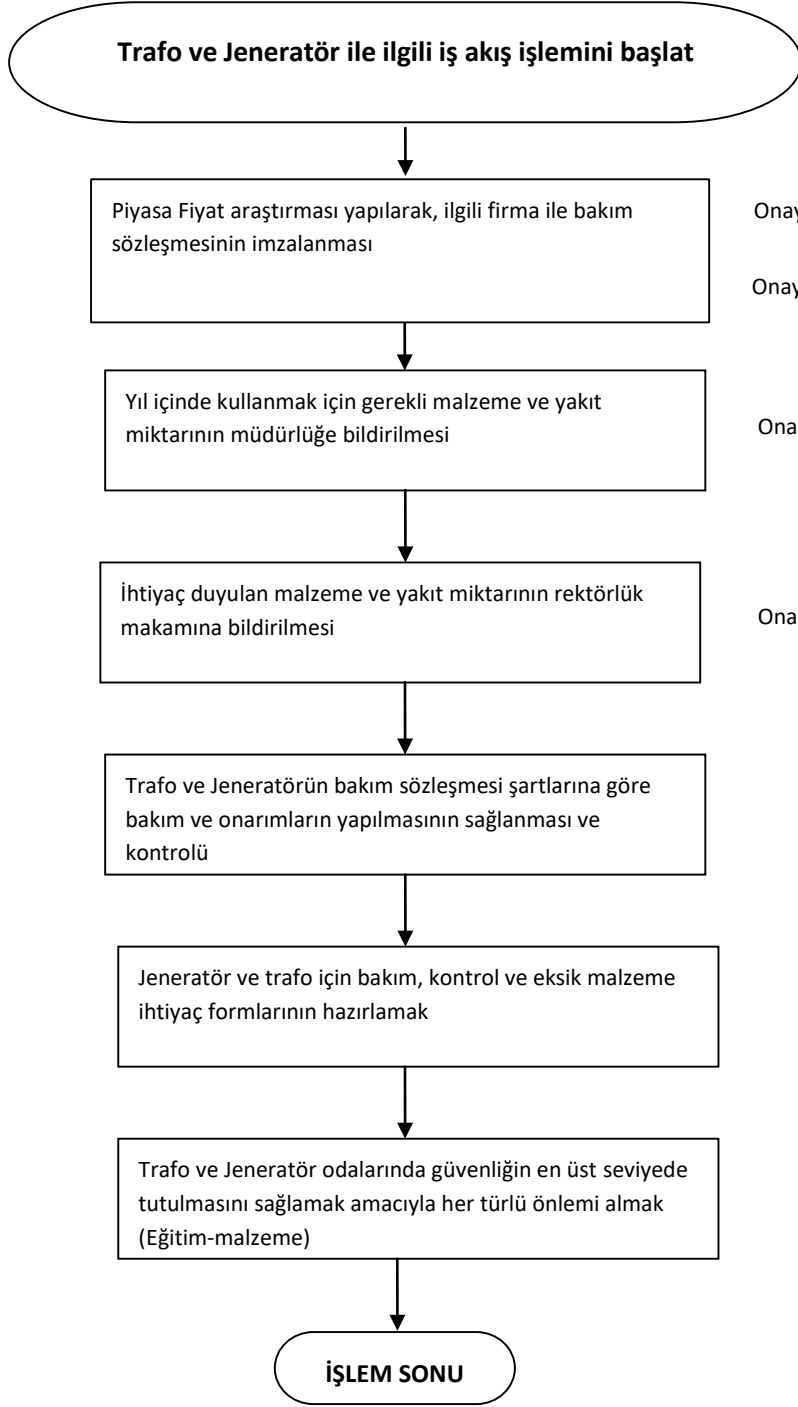 Trafo ve Jeneratör ile ilgili iş akış işlemini başlat
Piyasa Fiyat araştırması yapılarak, ilgili firma ile bakım
sözleşmesinin imzalanması
Onay
Onay
Yıl içinde kullanmak için gerekli malzeme ve yakıt
miktarının müdürlüğe bildirilmesi
Ona
İhtiyaç duyulan malzeme ve yakıt miktarının rektörlük
makamına bildirilmesi
Ona
Trafo ve Jeneratörün bakım sözleşmesi şartlarına göre
bakım ve onarımların yapılmasının sağlanması ve
kontrolü
Jeneratör ve trafo için bakım, kontrol ve eksik malzeme
ihtiyaç formlarının hazırlamak
Trafo ve Jeneratör odalarında güvenliğin en üst seviyede
tutulmasını sağlamak amacıyla her türlü önlemi almak
(Eğitim-malzeme)
İŞLEM SONU